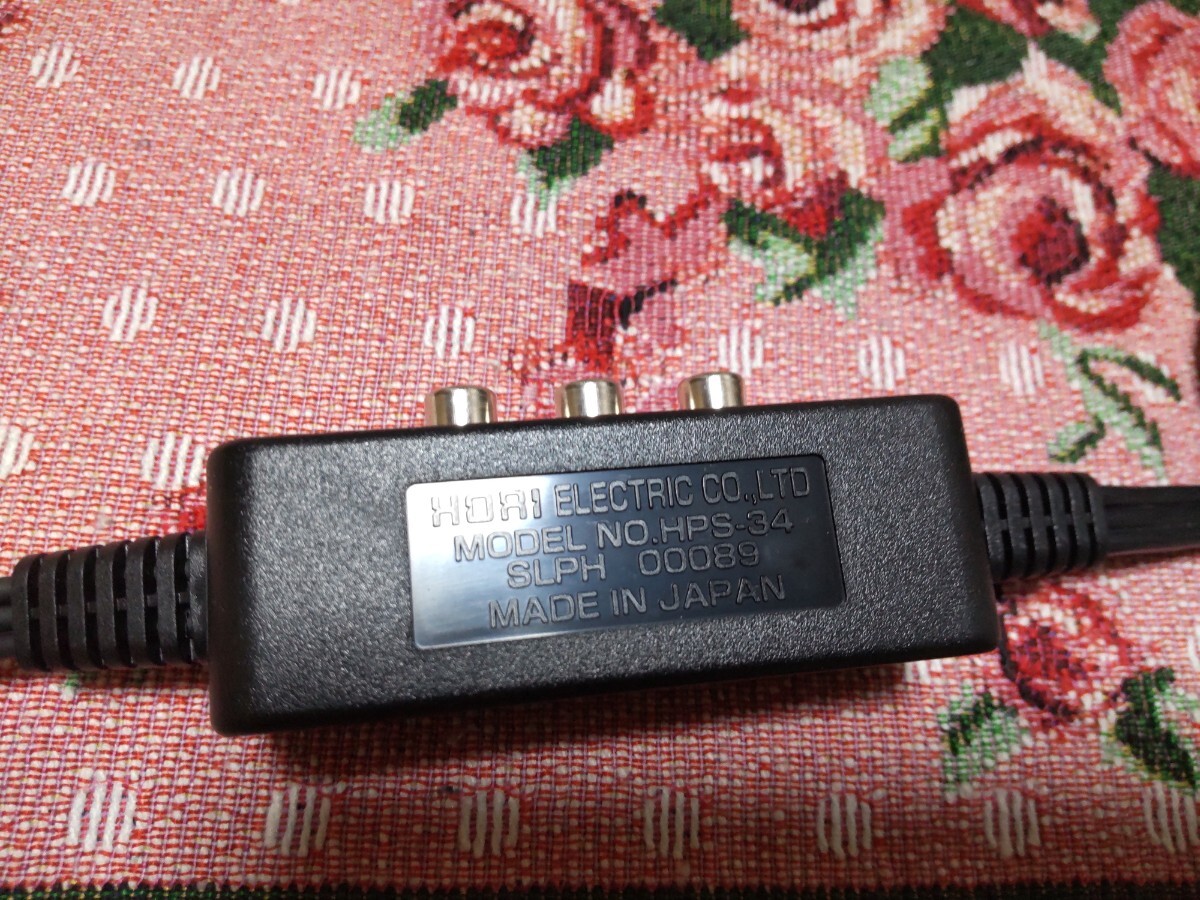 HORI ELECTRIC CO.,LTD
MODEL NO.HPS-34
SLPH 00089
MADE IN JAPAN